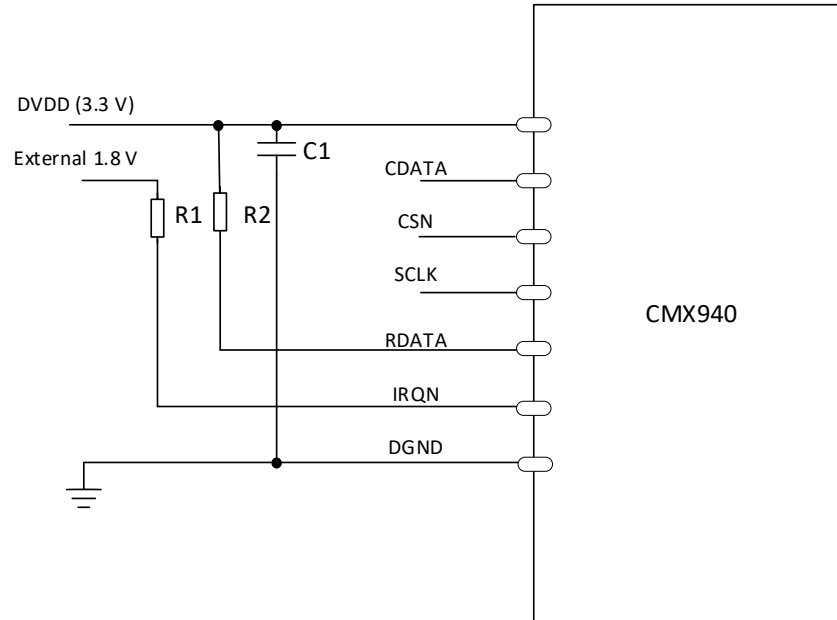 DVDD (3.3 V)
External 1.8 V
C1
CDATA
R1
R2
CSN
SCLK
CMX940
RDATA
IRQN
DGND